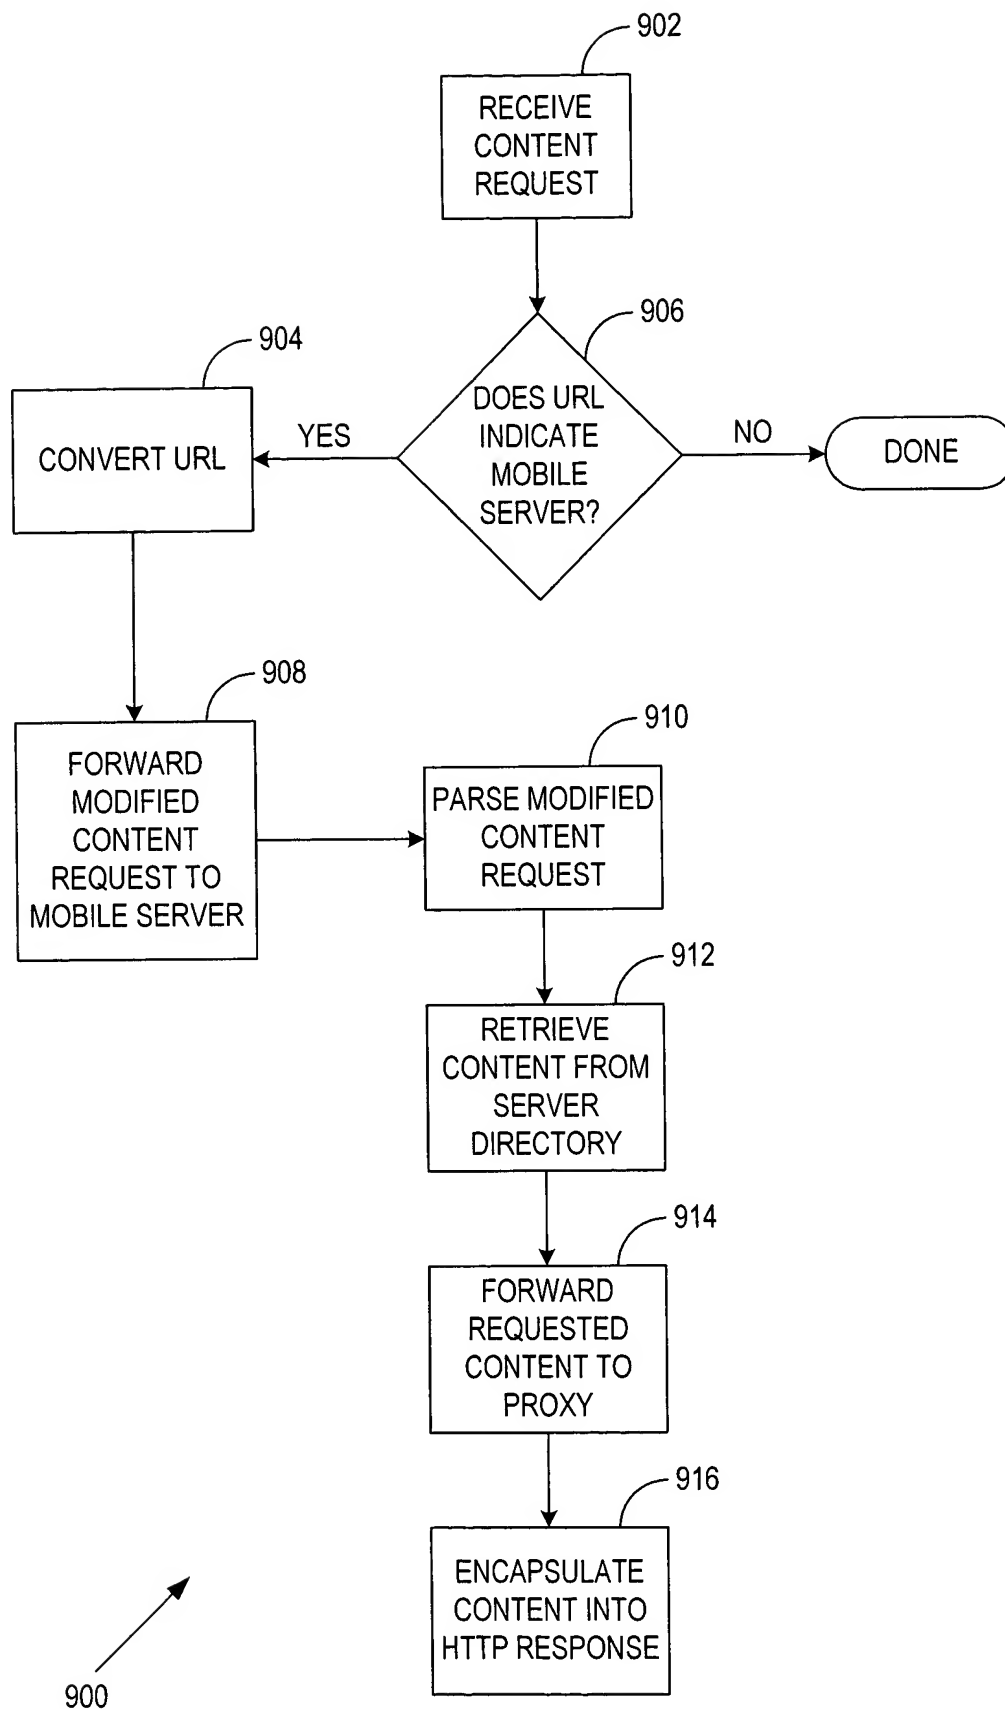 902
RECEIVE
CONTENT
REQUEST
906
DOES URL
INDICATE
MOBILE
SERVER?
904
CONVERT URL
YES
NO
DONE
908
FORWARD
MODIFIED
CONTENT
REQUEST TO
MOBILE SERVER
910
PARSE MODIFIED
CONTENT
REQUEST
912
RETRIEVE
CONTENT FROM
SERVER
DIRECTORY
914
FORWARD
REQUESTED
CONTENT TO
PROXY
916
ENCAPSULATE
CONTENT INTO
HTTP RESPONSE
900